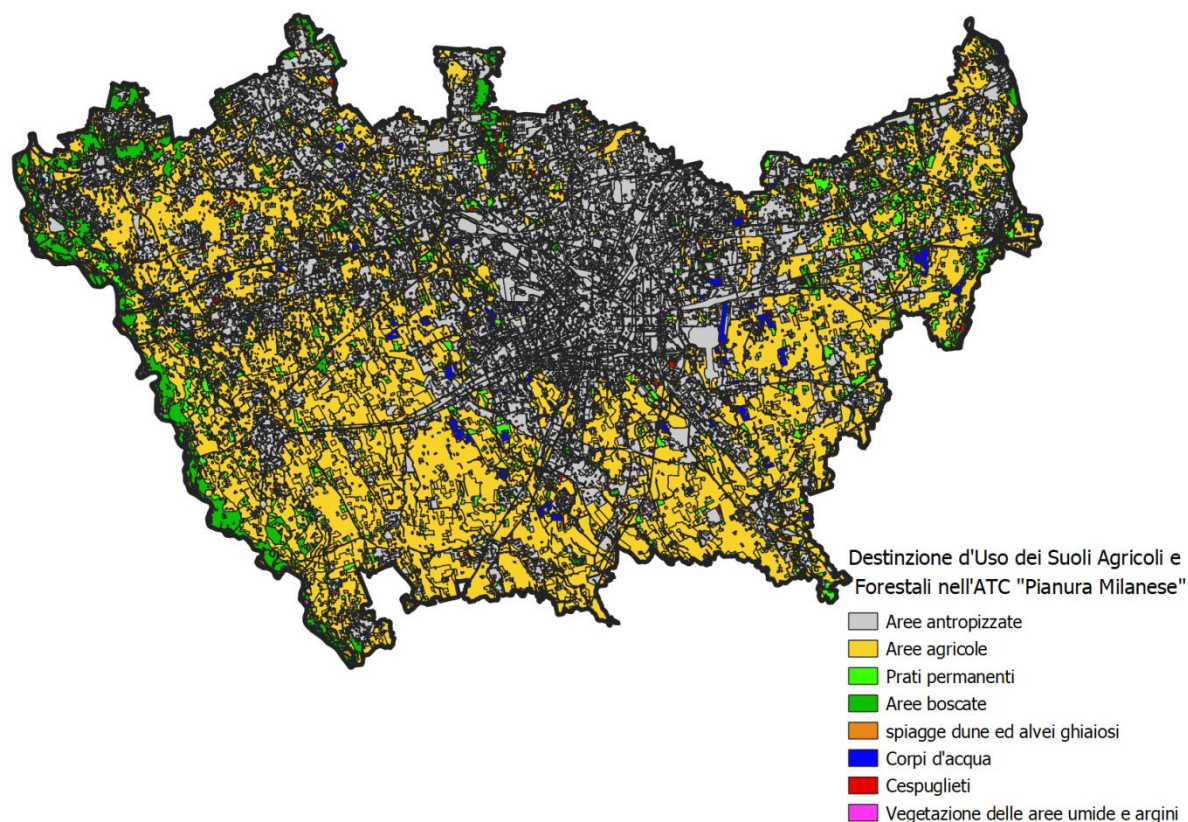 Destinzione d'Uso dei Suoli Agricoli e
Forestali nell'ATC "Pianura Milanese"
Aree antropizzate
Aree agricole
Prati permanenti
Aree boscate
spiagge dune ed alvei ghiaiosi
Corpi d'acqua
Cespuglieti
Vegetazione delle aree umide e argini